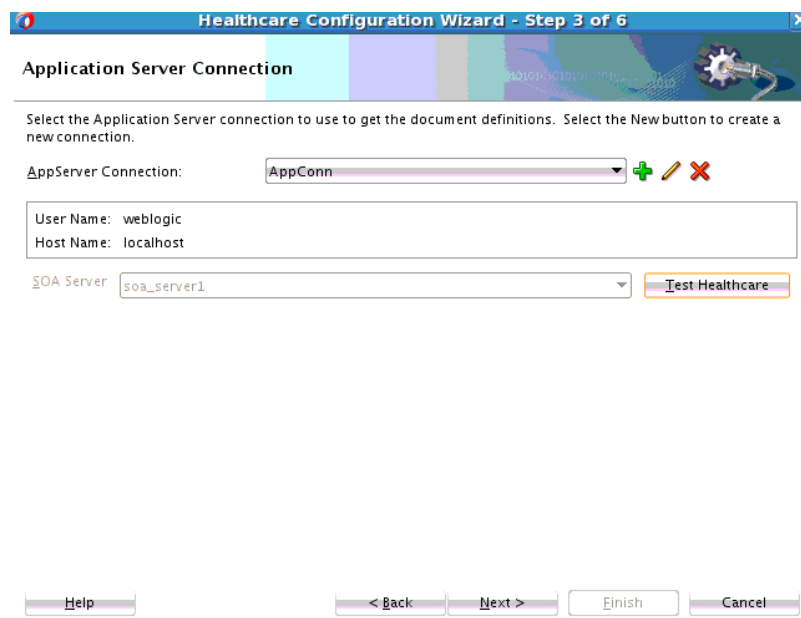 Healthcare Configuration Wizard - Step 3 of 6
Application Server Connection
Select the Application Server connection to use to get the document definitions. Select the New button to create a
new connection.
AppServer Connection: AppConn
User Name: weblogic
Host Name: localhost
SOA Server soa_server1 Test Healthcare
Help < Back Next > Finish Cancel